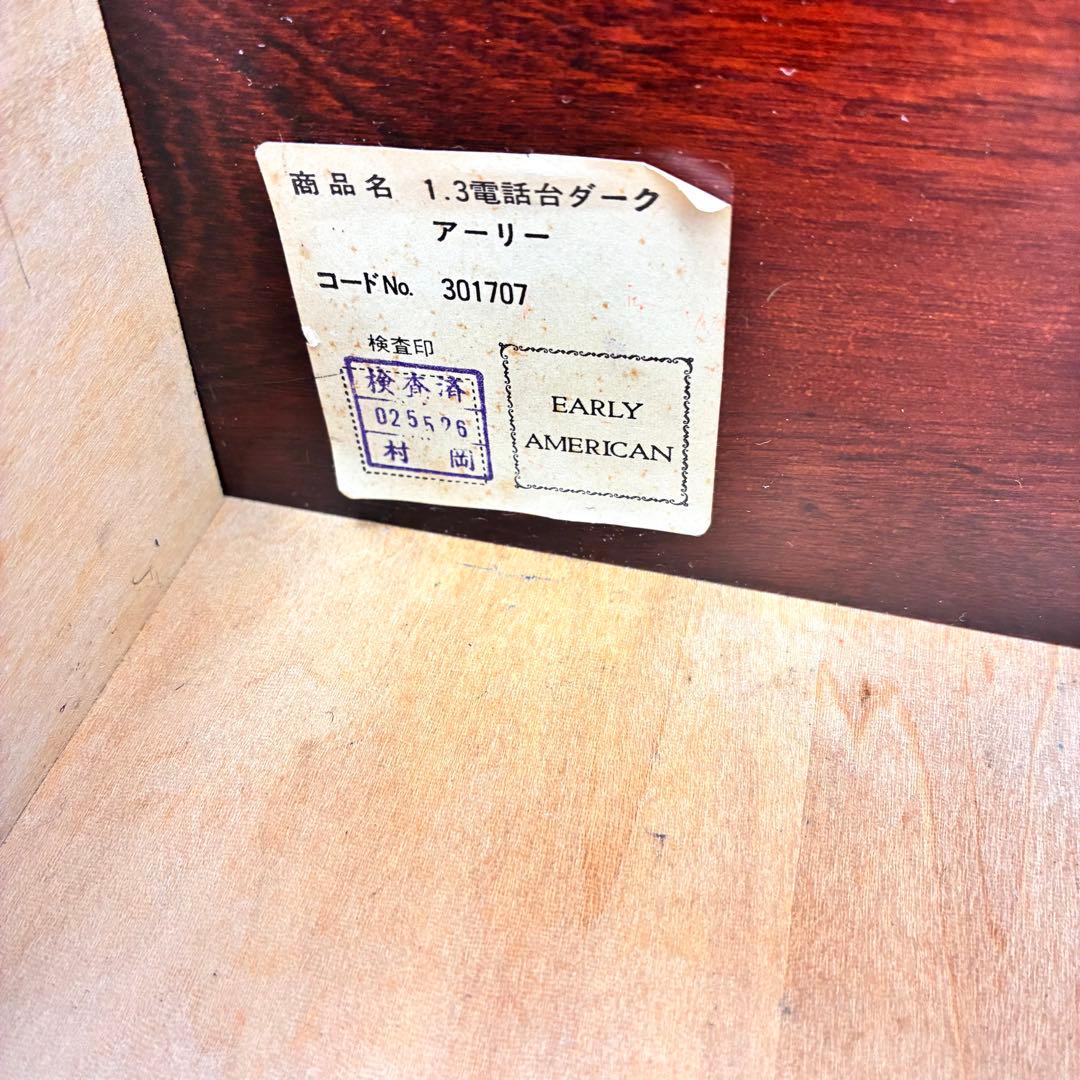 商品名 1.3電話台ダーク
アーリー
コードNo. 301707
検査印
検査済
025526
村岡
EARLY
AMERICAN